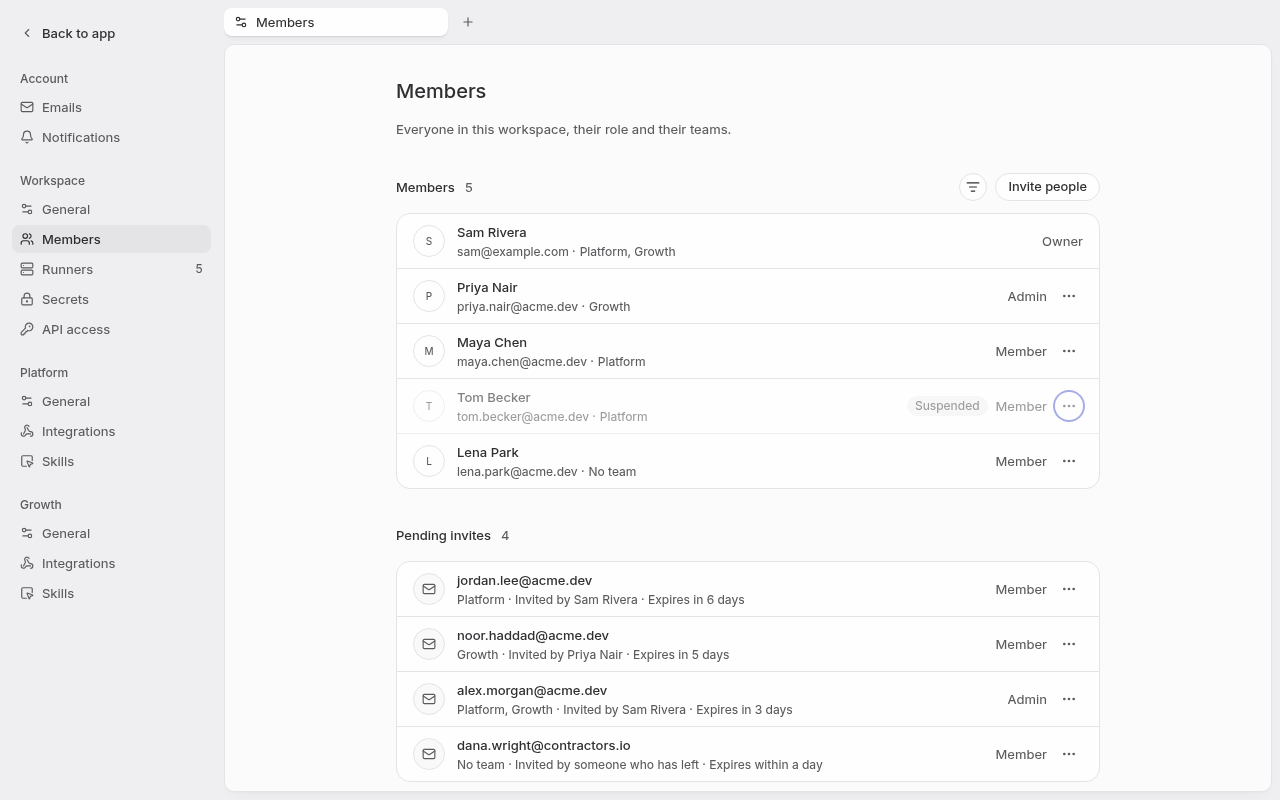 Back to app
Account
Emails
Notifications
Workspace
General
Members
Runners 5
Secrets
API access
Platform
General
Integrations
Skills
Growth
General
Integrations
Skills
Members
Members
Everyone in this workspace, their role and their teams.
Members 5
Invite people
S
Sam Rivera
sam@example.com · Platform, Growth
Owner
P
Priya Nair
priya.nair@acme.dev · Growth
Admin
M
Maya Chen
maya.chen@acme.dev · Platform
Member
T
Tom Becker
tom.becker@acme.dev · Platform
Suspended Member
L
Lena Park
lena.park@acme.dev · No team
Member
Pending invites 4
jordan.lee@acme.dev
Platform · Invited by Sam Rivera · Expires in 6 days
Member
noor.haddad@acme.dev
Growth · Invited by Priya Nair · Expires in 5 days
Member
alex.morgan@acme.dev
Platform, Growth · Invited by Sam Rivera · Expires in 3 days
Admin
dana.wright@contractors.io
No team · Invited by someone who has left · Expires within a day
Member